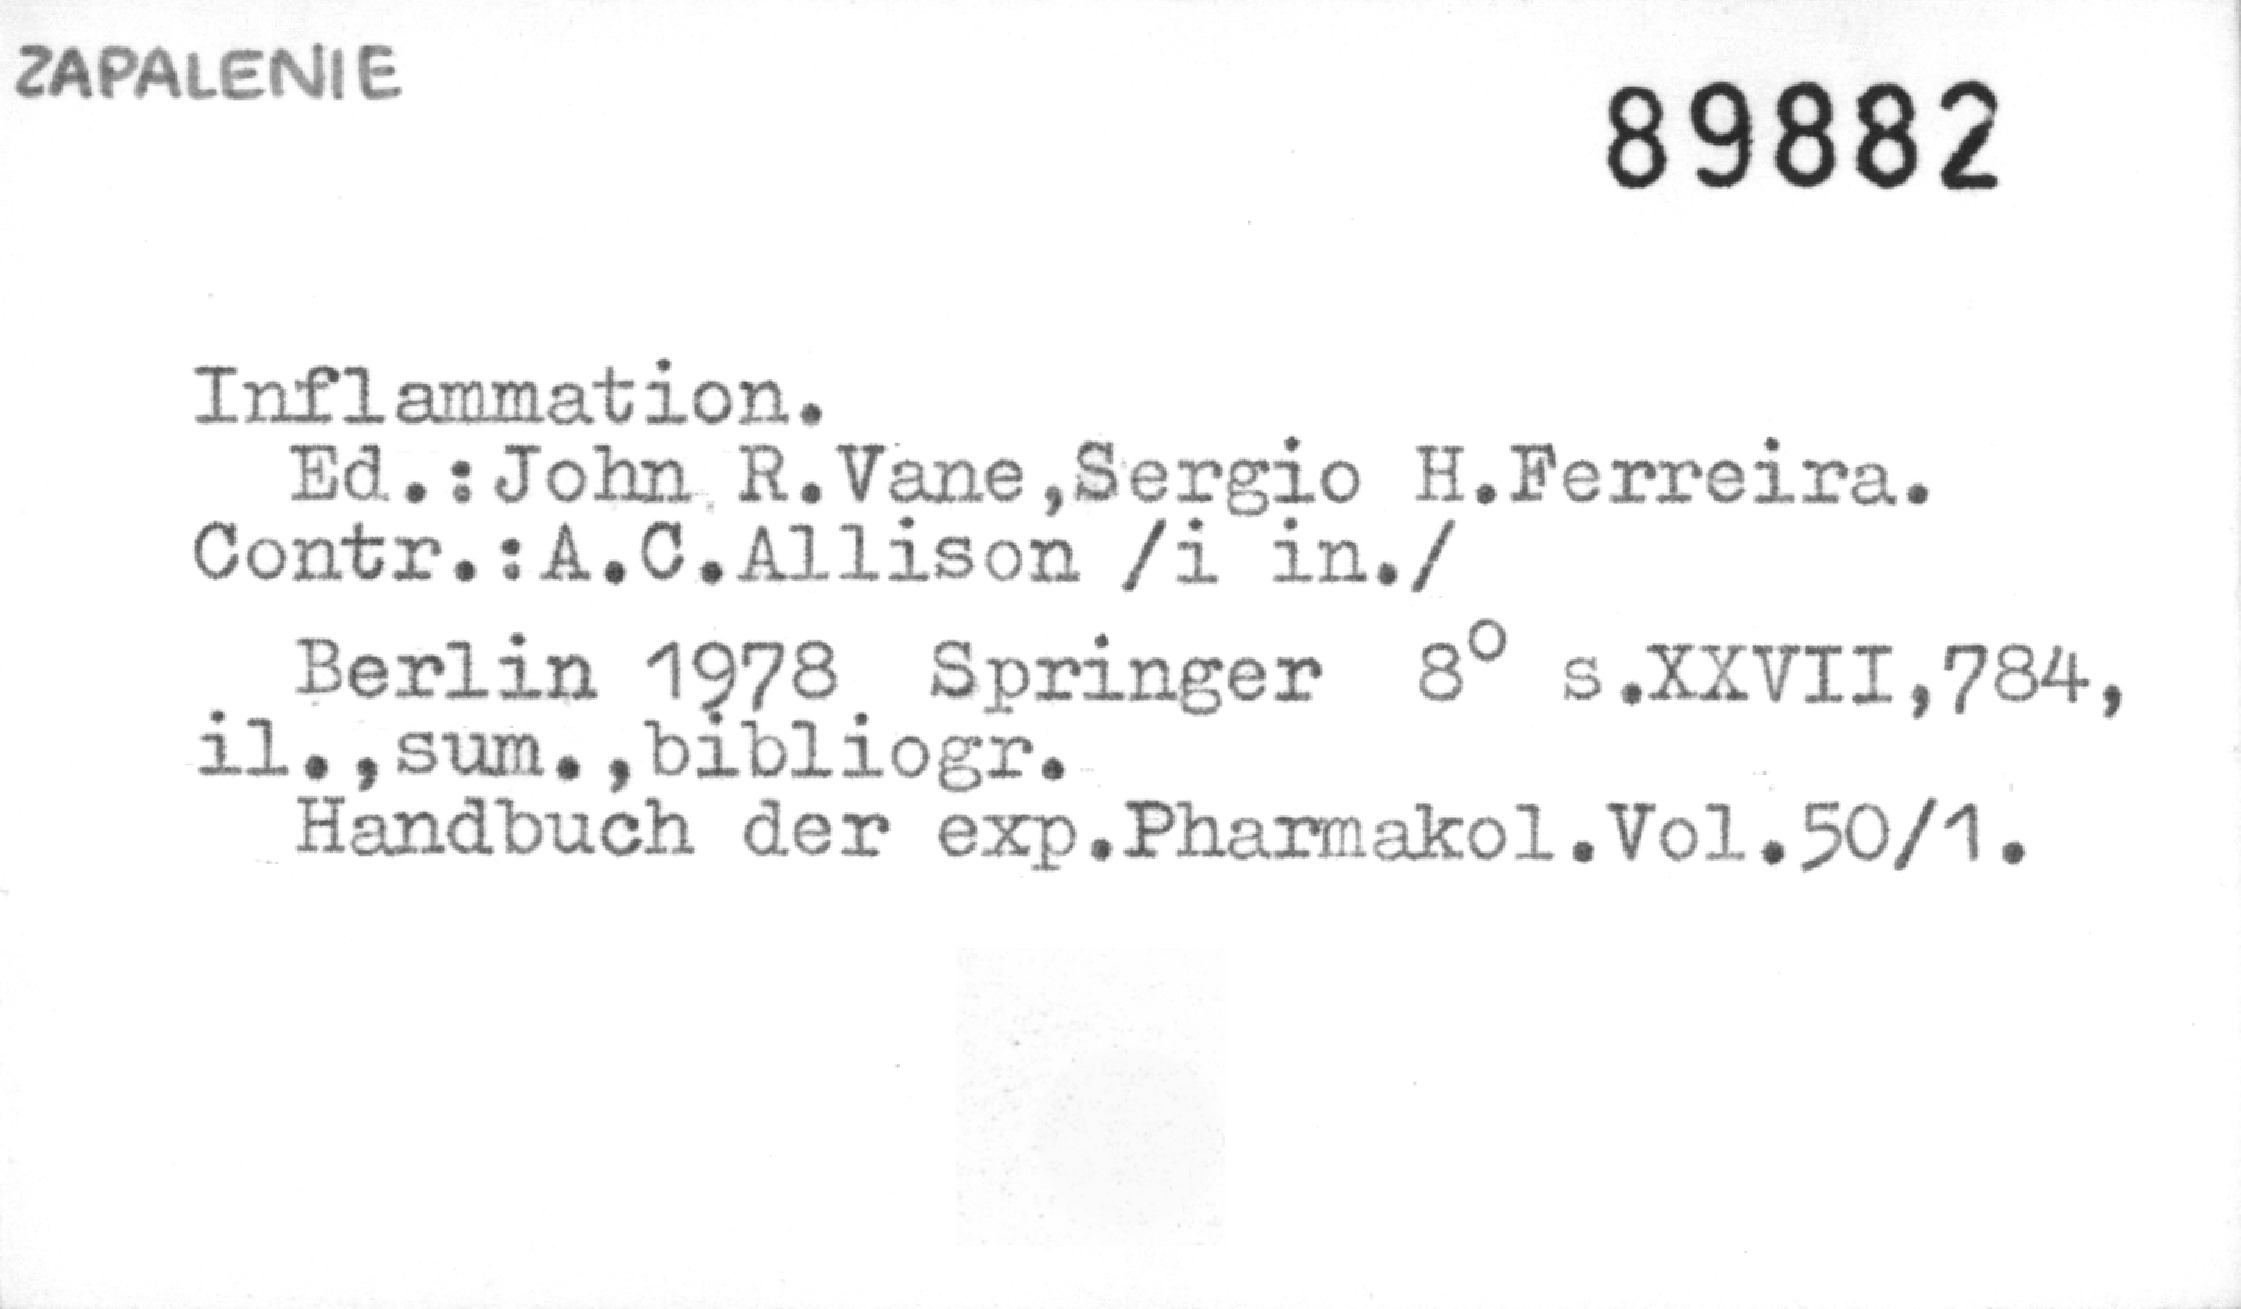 ZAPALENIE
89882
Inflammation.
Ed.:John R.Vane,Sergio H.Ferreira.
Contr.:A.C.Allison /i in./
Berlin 1978 Springer 8° s.XXVII,784,
il.,sum.,bibliogr.
Handbuch der exp.Pharmakol.Vol.50/1.